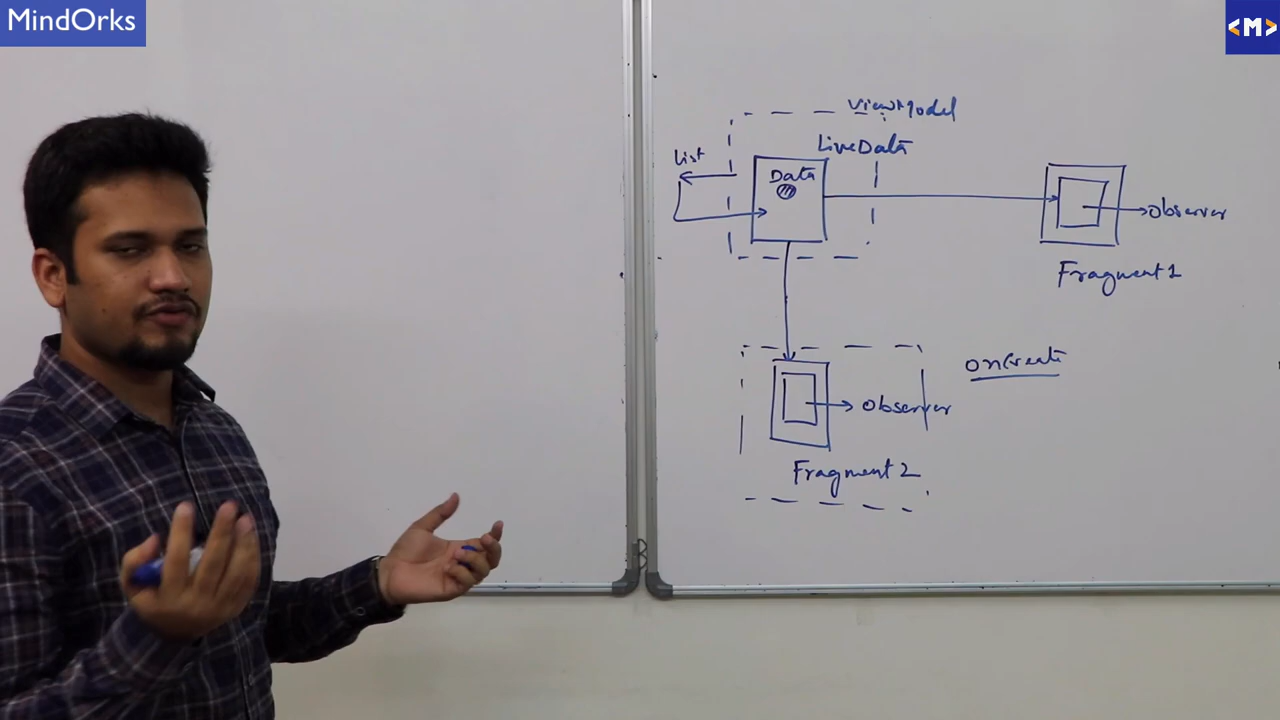 MindOrks
<M>
ViewModel
LiveData
List
Data
Observer
Fragment 1
onCreate
Observer
Fragment 2